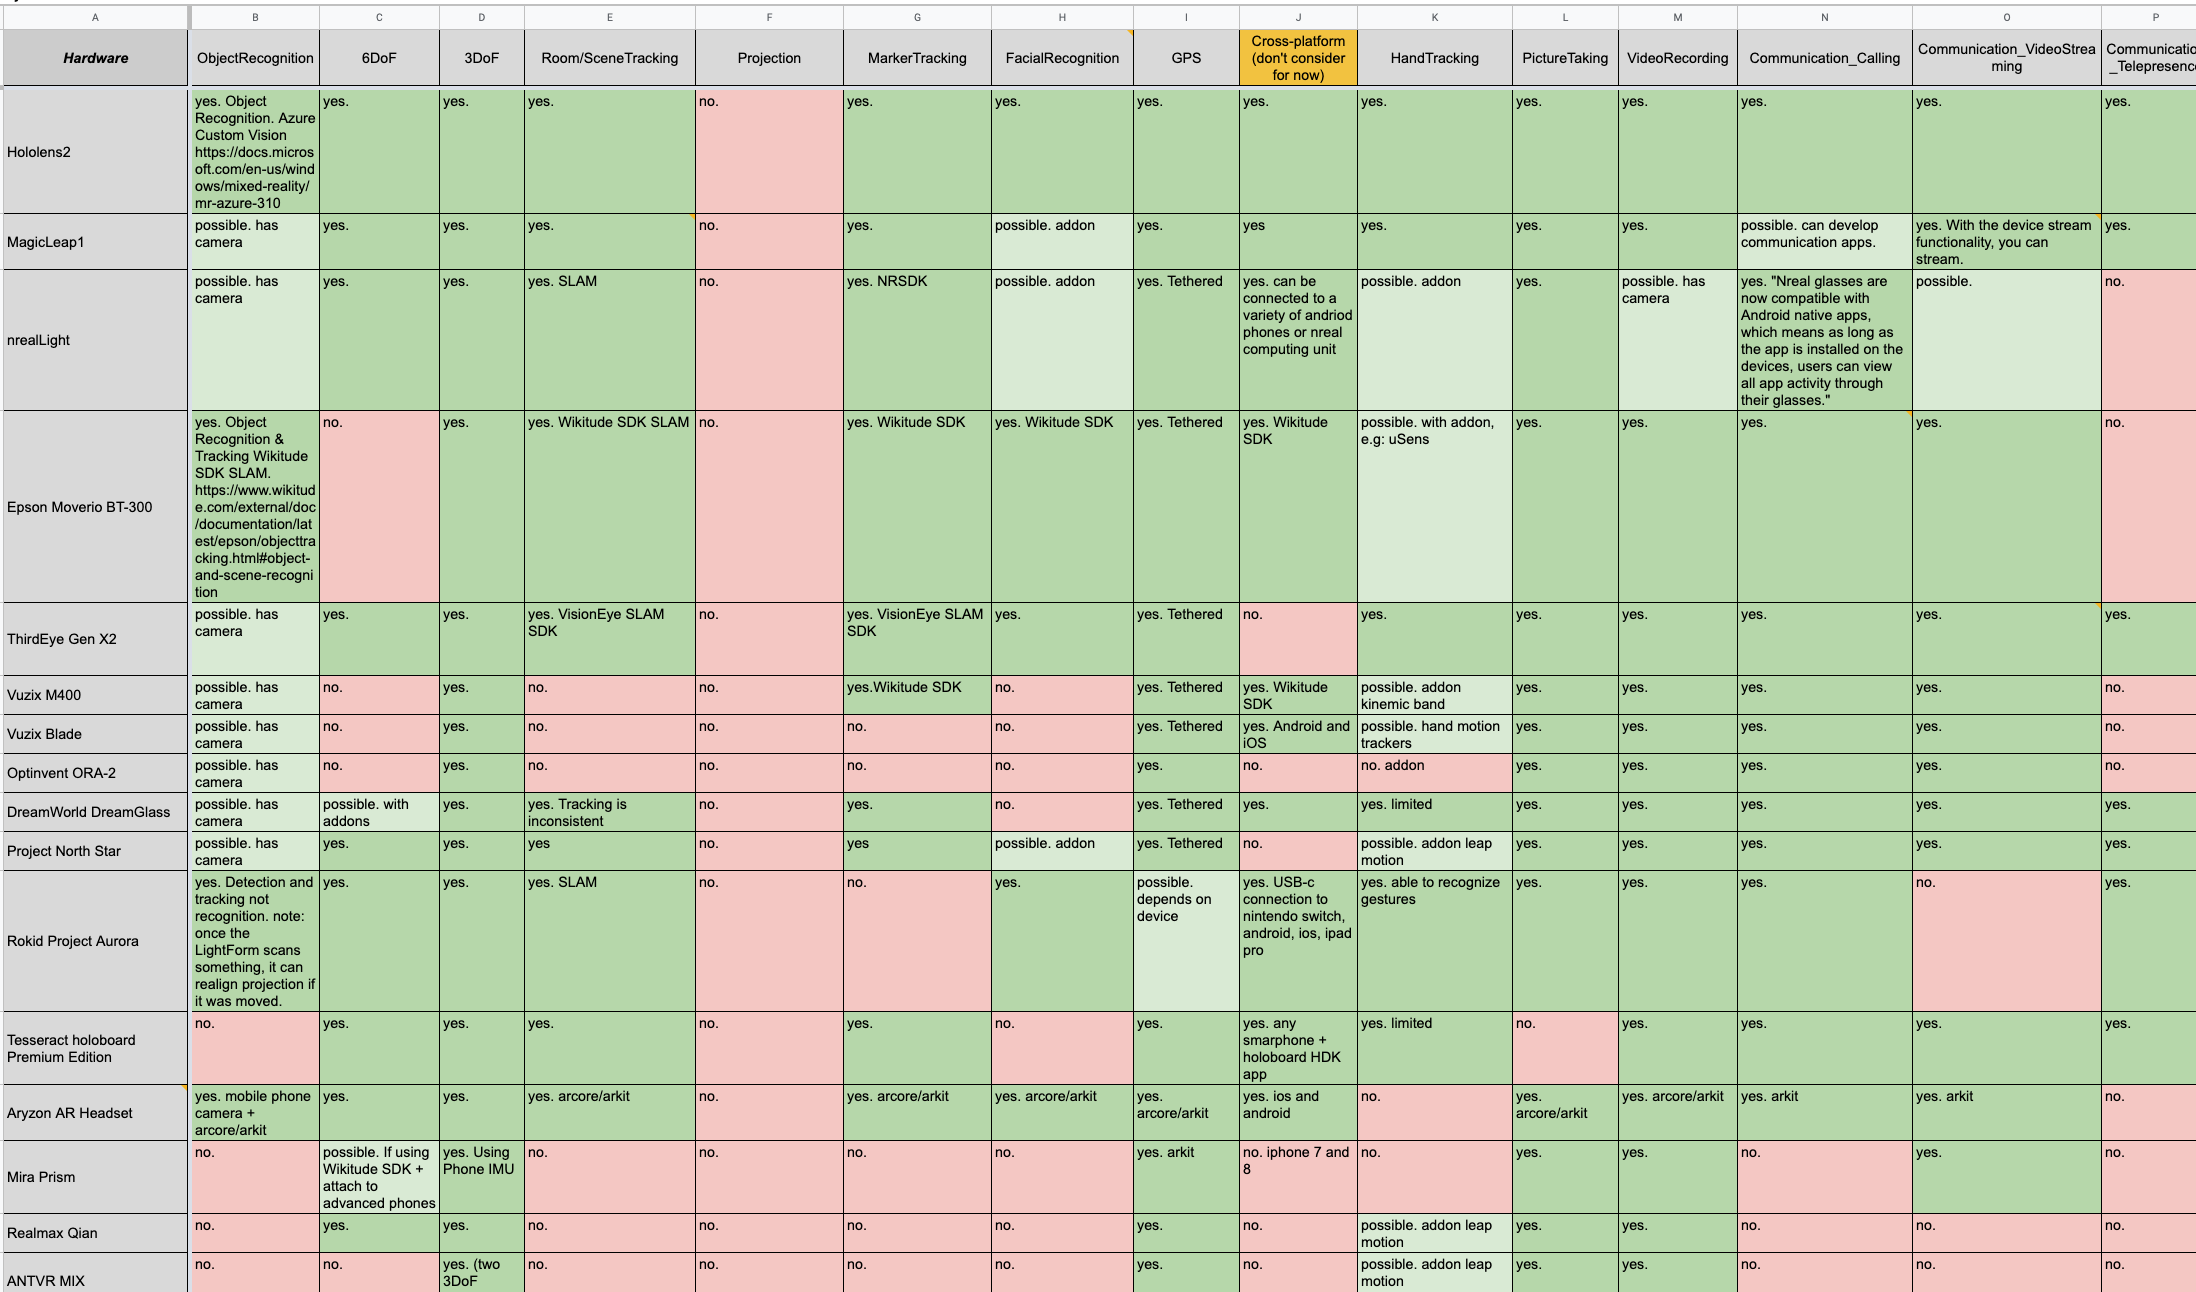 A B C D E F G H I J K L M N O P
Hardware ObjectRecognition 6DoF 3DoF Room/SceneTracking Projection MarkerTracking FacialRecognition GPS Cross-platform
(don't consider
for now) HandTracking PictureTaking VideoRecording Communication_Calling Communication_VideoStrea
ming Communicatio
_Telepresenc
Hololens2
yes. Object
Recognition. Azure
Custom Vision
https://docs.micros
oft.com/en-us/wind
ows/mixed-reality/
mr-azure-310
yes.
yes.
yes.
no.
yes.
yes.
yes.
yes.
yes.
yes.
yes.
yes.
yes.
yes.
MagicLeap1
possible. has
camera
yes.
yes.
yes.
no.
yes.
possible. addon
yes.
yes
yes.
yes.
yes.
possible. can develop
communication apps.
yes. With the device stream
functionality, you can
stream.
yes.
nrealLight
possible. has
camera
yes.
yes.
yes. SLAM
no.
yes. NRSDK
possible. addon
yes. Tethered
yes. can be
connected to a
variety of andriod
phones or nreal
computing unit
possible. addon
yes.
possible. has
camera
yes. "Nreal glasses are
now compatible with
Android native apps,
which means as long as
the app is installed on the
devices, users can view
all app activity through
their glasses."
possible.
no.
Epson Moverio BT-300
yes. Object
Recognition &
Tracking Wikitude
SDK SLAM.
https://www.wikitud
e.com/external/doc
/documentation/lat
est/epson/objecttra
cking.html#object-
and-scene-recogni
tion
no.
yes.
yes. Wikitude SDK SLAM
no.
yes. Wikitude SDK
yes. Wikitude SDK
yes. Tethered
yes. Wikitude
SDK
possible. with addon,
e.g: uSens
yes.
yes.
yes.
yes.
no.
ThirdEye Gen X2
possible. has
camera
yes.
yes.
yes. VisionEye SLAM
SDK
no.
yes. VisionEye SLAM
SDK
yes.
yes. Tethered
no.
yes.
yes.
yes.
yes.
yes.
yes.
Vuzix M400
possible. has
camera
no.
yes.
no.
no.
yes.Wikitude SDK
no.
yes. Tethered
yes. Wikitude
SDK
possible. addon
kinemic band
yes.
yes.
yes.
yes.
no.
Vuzix Blade
possible. has
camera
no.
yes.
no.
no.
no.
no.
yes. Tethered
yes. Android and
iOS
possible. hand motion
trackers
yes.
yes.
yes.
yes.
no.
Optinvent ORA-2
possible. has
camera
no.
yes.
no.
no.
no.
no.
yes.
no.
no. addon
yes.
yes.
yes.
yes.
no.
DreamWorld DreamGlass
possible. has
camera
possible. with
addons
yes.
yes. Tracking is
inconsistent
no.
yes.
no.
yes. Tethered
yes.
yes. limited
yes.
yes.
yes.
yes.
yes.
Project North Star
possible. has
camera
yes.
yes.
yes
no.
yes
possible. addon
yes. Tethered
no.
possible. addon leap
motion
yes.
yes.
yes.
yes.
yes.
Rokid Project Aurora
yes. Detection and
tracking not
recognition. note:
once the
LightForm scans
something, it can
realign projection if
it was moved.
yes.
yes.
yes. SLAM
no.
no.
yes.
possible.
depends on
device
yes. USB-c
connection to
nintendo switch,
android, ios, ipad
pro
yes. able to recognize
gestures
yes.
yes.
yes.
no.
yes.
Tesseract holoboard
Premium Edition
no.
yes.
yes.
yes.
no.
yes.
no.
yes.
yes. any
smarphone +
holoboard HDK
app
yes. limited
no.
yes.
yes.
yes.
yes.
Aryzon AR Headset
yes. mobile phone
camera +
arcore/arkit
yes.
yes.
yes. arcore/arkit
no.
yes. arcore/arkit
yes. arcore/arkit
yes.
arcore/arkit
yes. ios and
android
no.
yes.
arcore/arkit
yes. arcore/arkit
yes. arkit
yes. arkit
no.
Mira Prism
no.
possible. If using
Wikitude SDK +
attach to
advanced phones
yes. Using
Phone IMU
no.
no.
no.
no.
yes. arkit
no. iphone 7 and
8
no.
yes.
yes.
no.
yes.
no.
Realmax Qian
no.
yes.
yes.
no.
no.
no.
no.
yes.
no.
possible. addon leap
motion
yes.
yes.
no.
no.
no.
ANTVR MIX
no.
no.
yes. (two
3DoF
no.
no.
no.
no.
yes.
no.
possible. addon leap
motion
yes.
yes.
no.
no.
no.